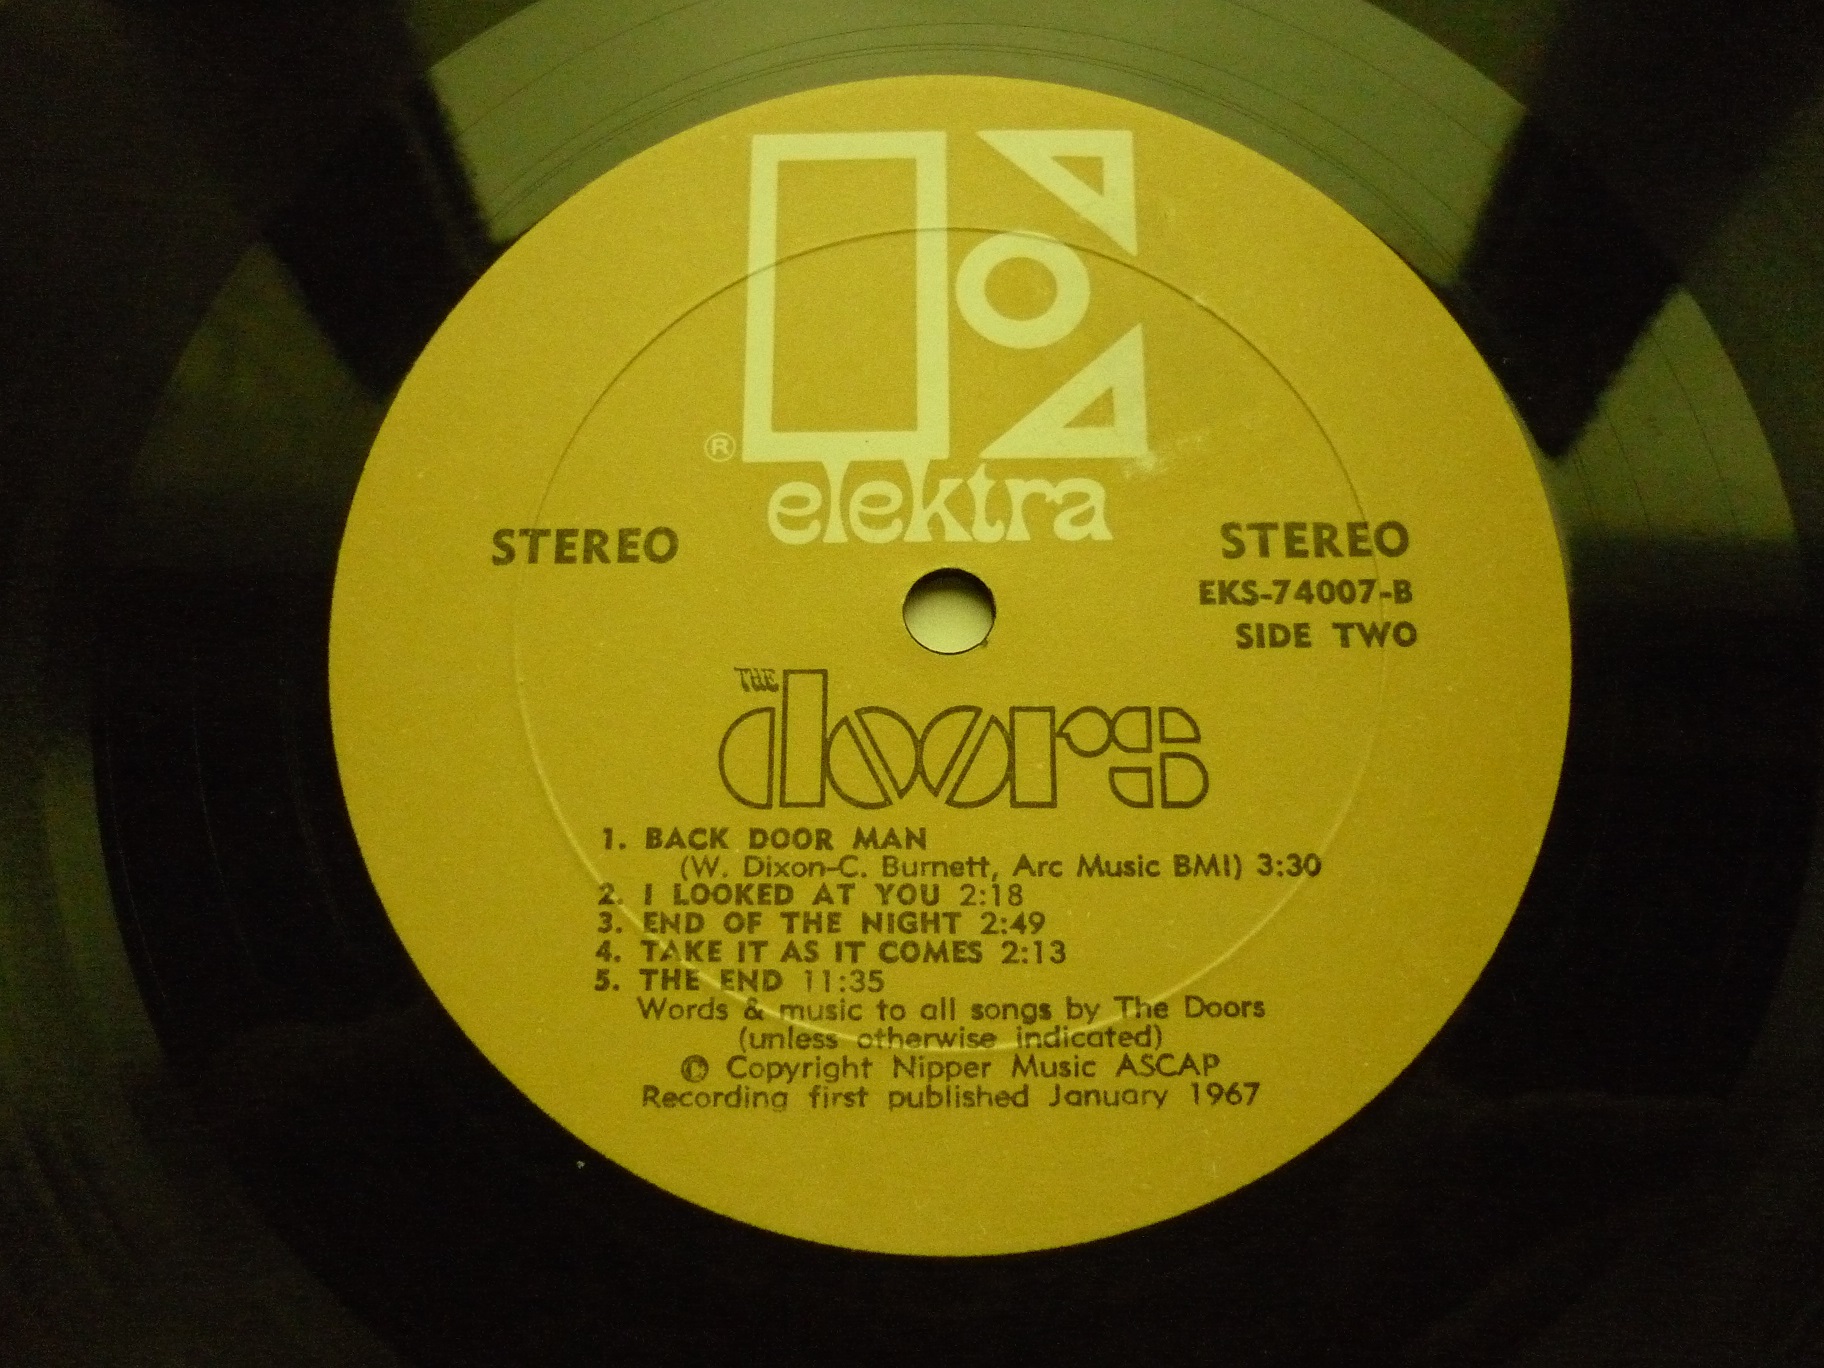 ®
elektra
STEREO
STEREO
EKS-74007-B
SIDE TWO
THE
doors
1. BACK DOOR MAN
(W. Dixon-C. Burnett, Arc Music BMI) 3:30
2. I LOOKED AT YOU 2:18
3. END OF THE NIGHT 2:49
4. TAKE IT AS IT COMES 2:13
5. THE END 11:35
Words & music to all songs by The Doors
(unless otherwise indicated)
© Copyright Nipper Music ASCAP
Recording first published January 1967